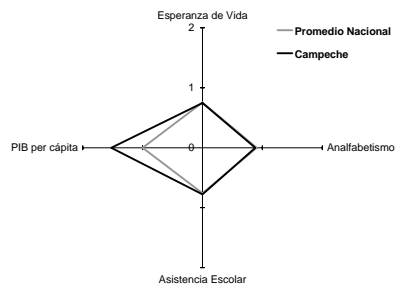 Esperanza de Vida
2
Promedio Nacional
Campeche
1
PIB per cápita
0
Analfabetismo
Asistencia Escolar